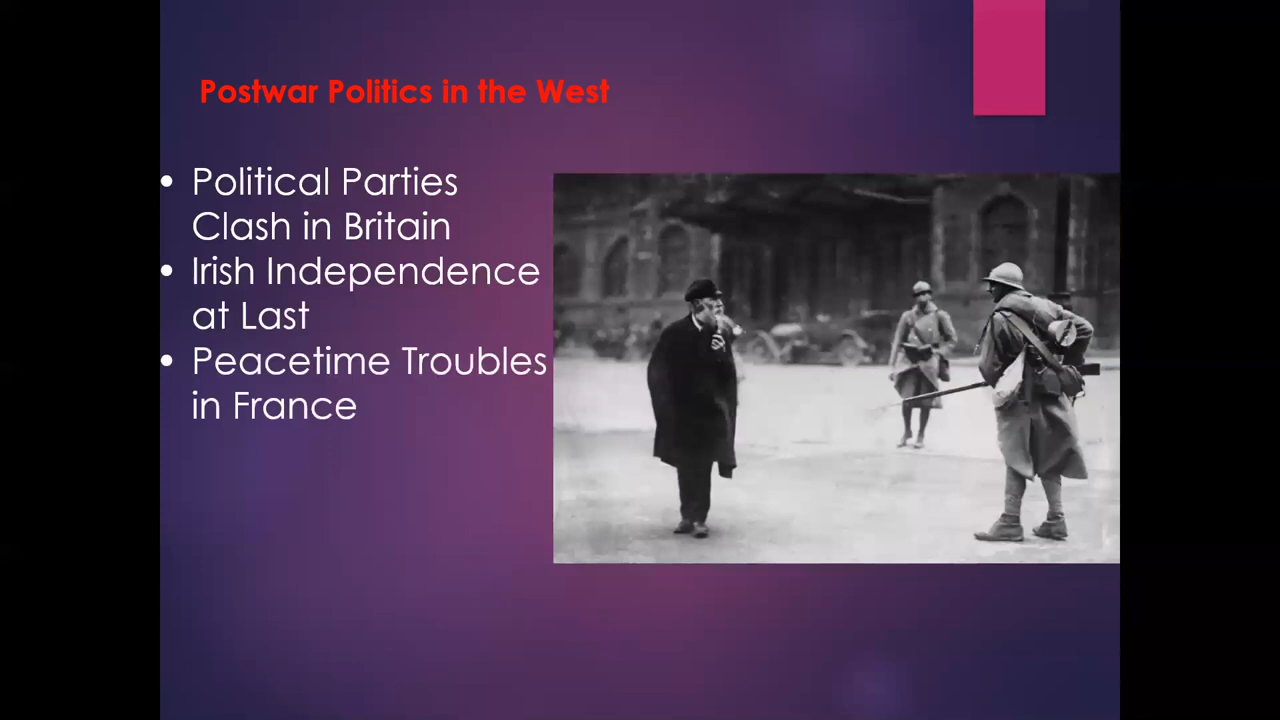 Postwar Politics in the West
• Political Parties
Clash in Britain
• Irish Independence
at Last
• Peacetime Troubles
in France